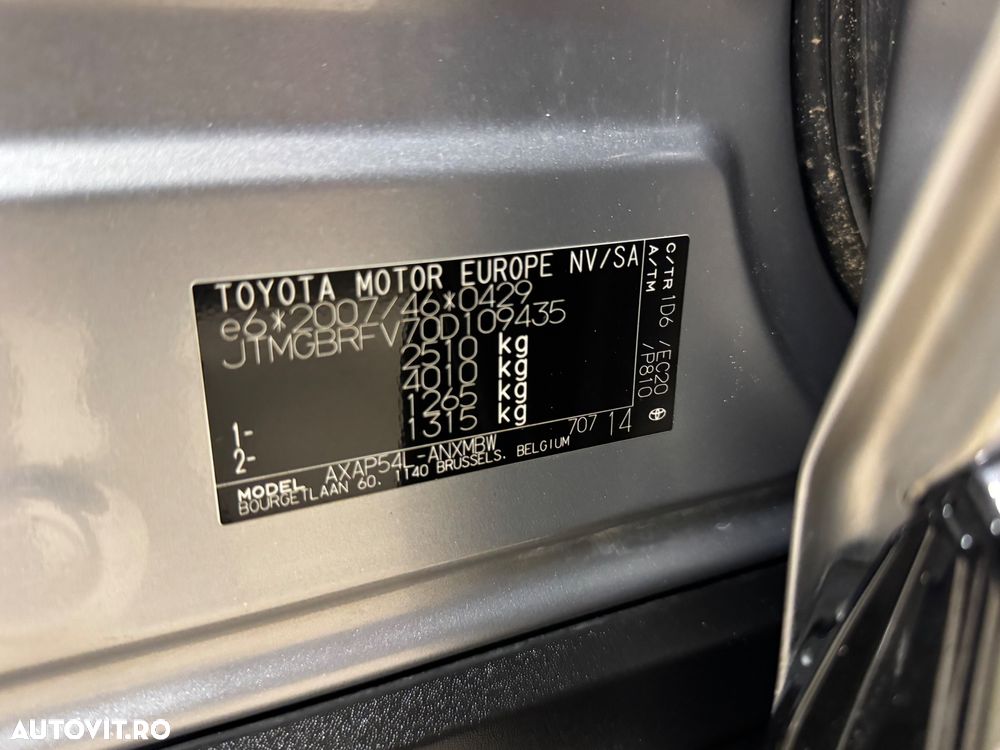 TOYOTA MOTOR EUROPE NV/SA
e6*2007/46*0429
JTMGBRFV70D109435
2510 kg
4010 kg
1- 1265 kg
2- 1315 kg
MODEL AXAP54L-ANXMBW 707 14
BOURGETLAAN 60. 1140 BRUSSELS. BELGIUM
C/TR 1D6 /EC20
A/TM /P810
AUTOVIT.RO